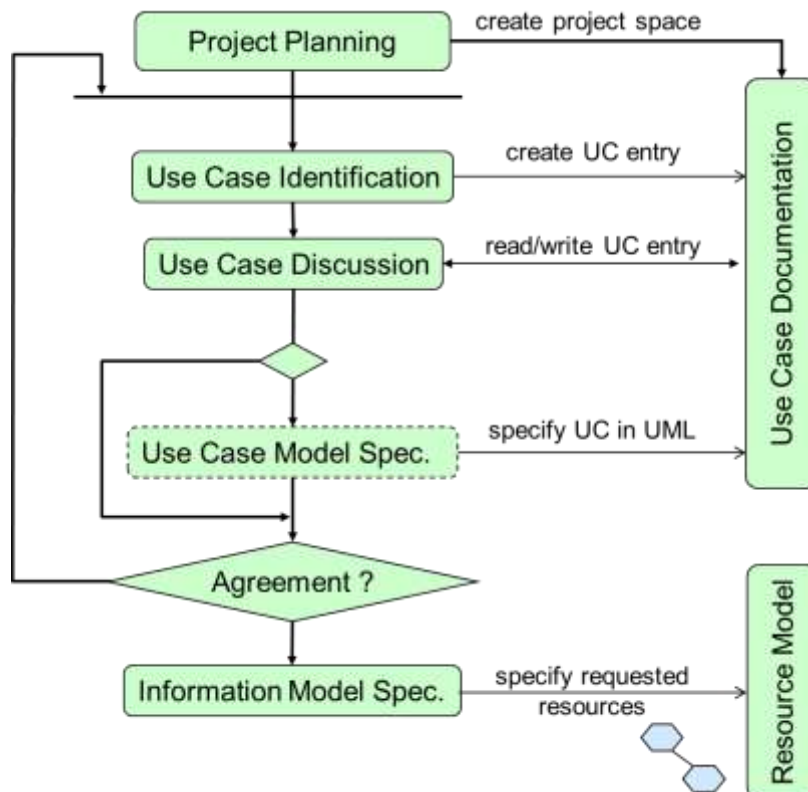 Project Planning
create project space
Use Case Identification
create UC entry
Use Case Discussion
read/write UC entry
Use Case Documentation
Use Case Model Spec.
specify UC in UML
Agreement ?
Information Model Spec.
specify requested
resources
Resource Model